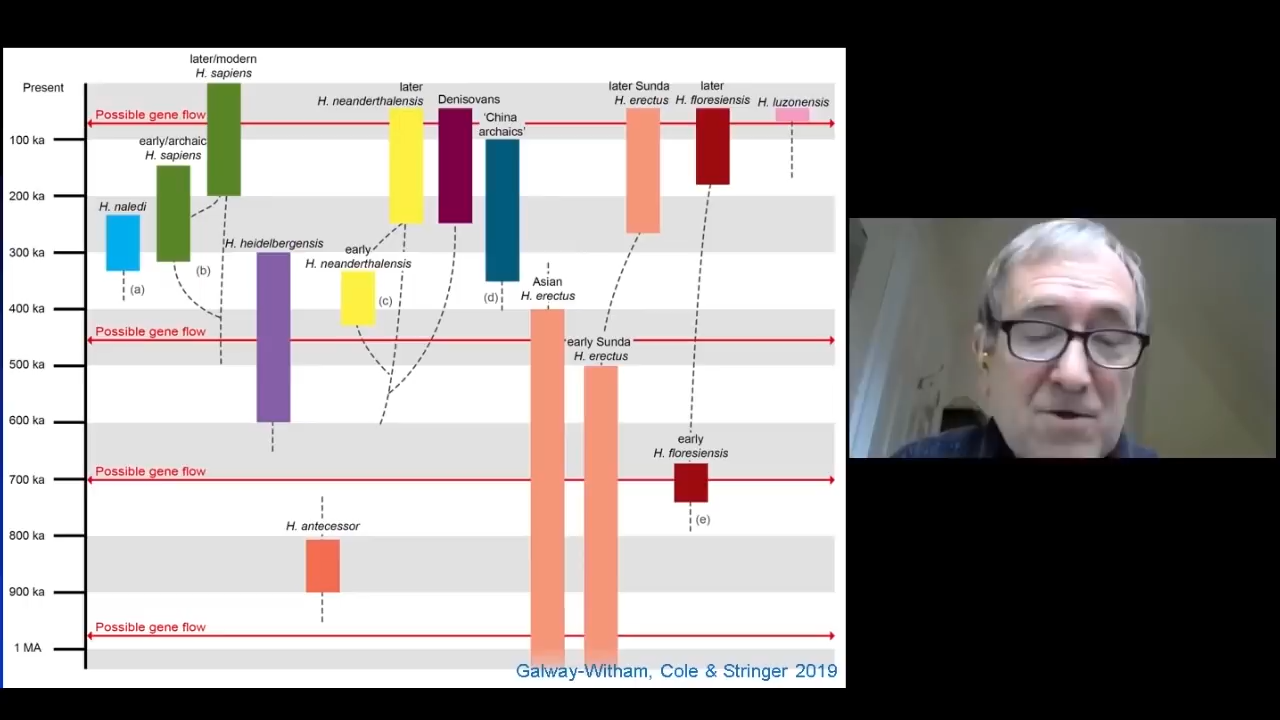 later/modern
H. sapiens
Present
later
H. neanderthalensis
Denisovans
later Sunda
H. erectus
later
H. floresiensis
H. luzonensis
Possible gene flow
'China
archaics'
100 ka
early/archaic
H. sapiens
200 ka
H. naledi
300 ka
H. heidelbergensis
early
H. neanderthalensis
(a)
(b)
(c)
(d)
Asian
H. erectus
400 ka
Possible gene flow
early Sunda
H. erectus
500 ka
600 ka
early
H. floresiensis
Possible gene flow
700 ka
(e)
H. antecessor
800 ka
900 ka
Possible gene flow
1 MA
Galway-Witham, Cole & Stringer 2019